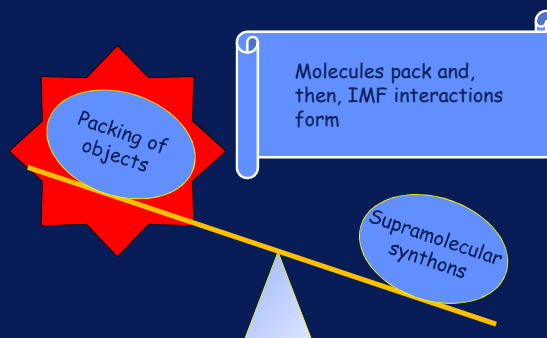 Molecules pack and,
then, IMF interactions
form
Packing of
objects
Supramolecular
synthons